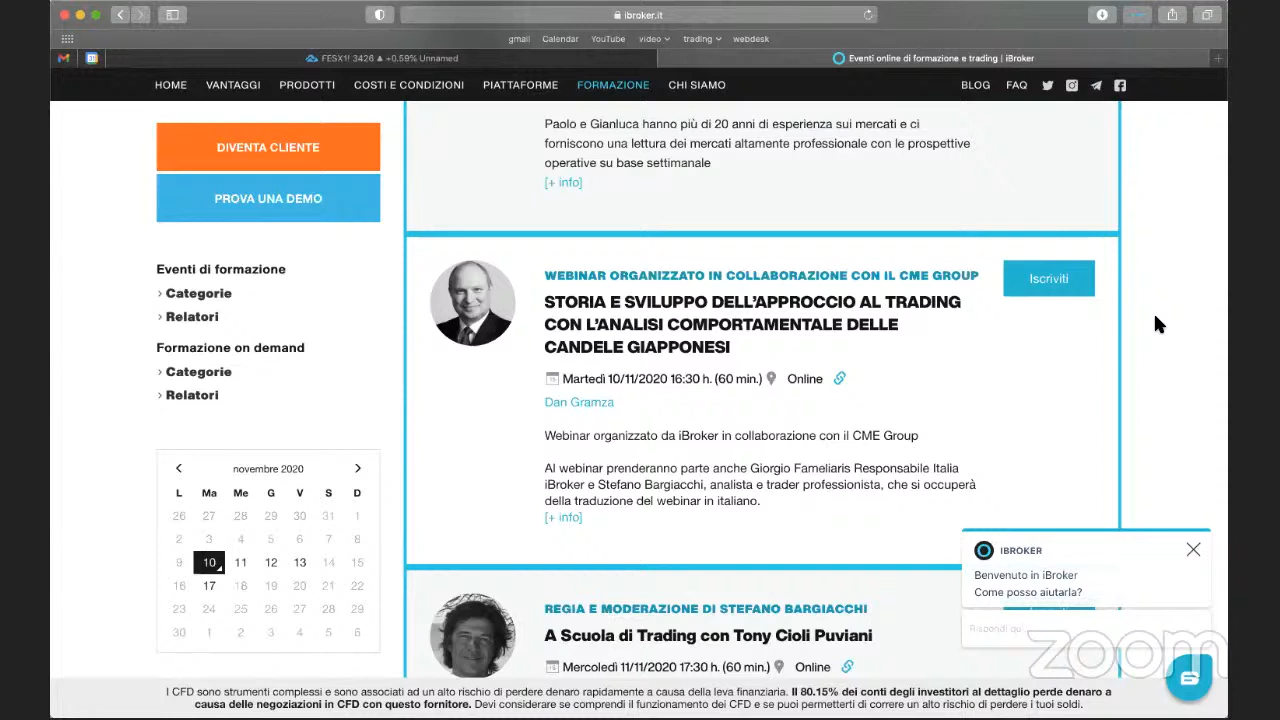 ibroker.it
gmail Calendar YouTube video trading webdesk
FESX1! 3426 ▲ +0.59% Unnamed
Eventi online di formazione e trading | iBroker
HOME VANTAGGI PRODOTTI COSTI E CONDIZIONI PIATTAFORME FORMAZIONE CHI SIAMO BLOG FAQ
DIVENTA CLIENTE
PROVA UNA DEMO
Eventi di formazione
› Categorie
› Relatori
Formazione on demand
› Categorie
› Relatori
novembre 2020
L Ma Me G V S D
26 27 28 29 30 31 1
2 3 4 5 6 7 8
9 10 11 12 13 14 15
16 17 18 19 20 21 22
23 24 25 26 27 28 29
30 1 2 3 4 5 6
Paolo e Gianluca hanno più di 20 anni di esperienza sui mercati e ci
forniscono una lettura dei mercati altamente professionale con le prospettive
operative su base settimanale
[+ info]
WEBINAR ORGANIZZATO IN COLLABORAZIONE CON IL CME GROUP
Iscriviti
STORIA E SVILUPPO DELL'APPROCCIO AL TRADING
CON L'ANALISI COMPORTAMENTALE DELLE
CANDELE GIAPPONESI
Martedì 10/11/2020 16:30 h. (60 min.) Online
Dan Gramza
Webinar organizzato da iBroker in collaborazione con il CME Group
Al webinar prenderanno parte anche Giorgio Fameliaris Responsabile Italia
iBroker e Stefano Bargiacchi, analista e trader professionista, che si occuperà
della traduzione del webinar in italiano.
[+ info]
REGIA E MODERAZIONE DI STEFANO BARGIACCHI
A Scuola di Trading con Tony Cioli Puviani
Mercoledì 11/11/2020 17:30 h. (60 min.) Online
IBROKER
Benvenuto in iBroker
Come posso aiutarla?
Rispondi qu
zoom
I CFD sono strumenti complessi e sono associati ad un alto rischio di perdere denaro rapidamente a causa della leva finanziaria. Il 80.15% dei conti degli investitori al dettaglio perde denaro a
causa delle negoziazioni in CFD con questo fornitore. Devi considerare se comprendi il funzionamento dei CFD e se puoi permetterti di correre un alto rischio di perdere i tuoi soldi.